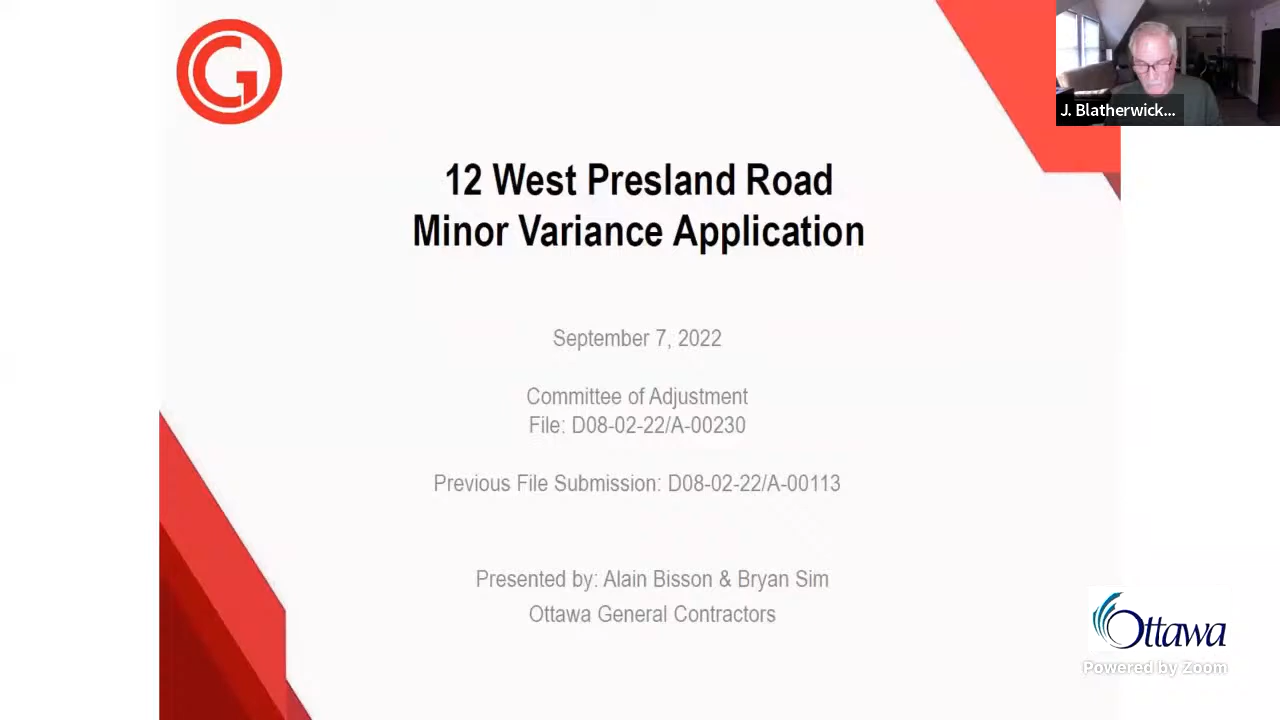 J. Blatherwick...
12 West Presland Road
Minor Variance Application
September 7, 2022
Committee of Adjustment
File: D08-02-22/A-00230
Previous File Submission: D08-02-22/A-00113
Presented by: Alain Bisson & Bryan Sim
Ottawa General Contractors
Ottawa
Powered by Zoom